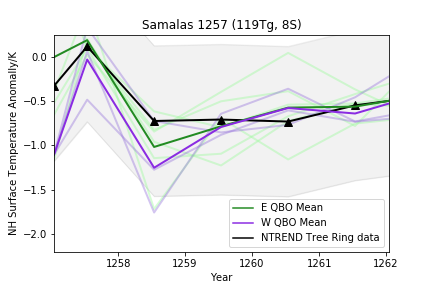 Samalas 1257 (119Tg, 8S)
NH Surface Temperature Anomaly/K
0.0
−0.5
−1.0
−1.5
−2.0
E QBO Mean
W QBO Mean
NTREND Tree Ring data
1258
1259
1260
1261
1262
Year